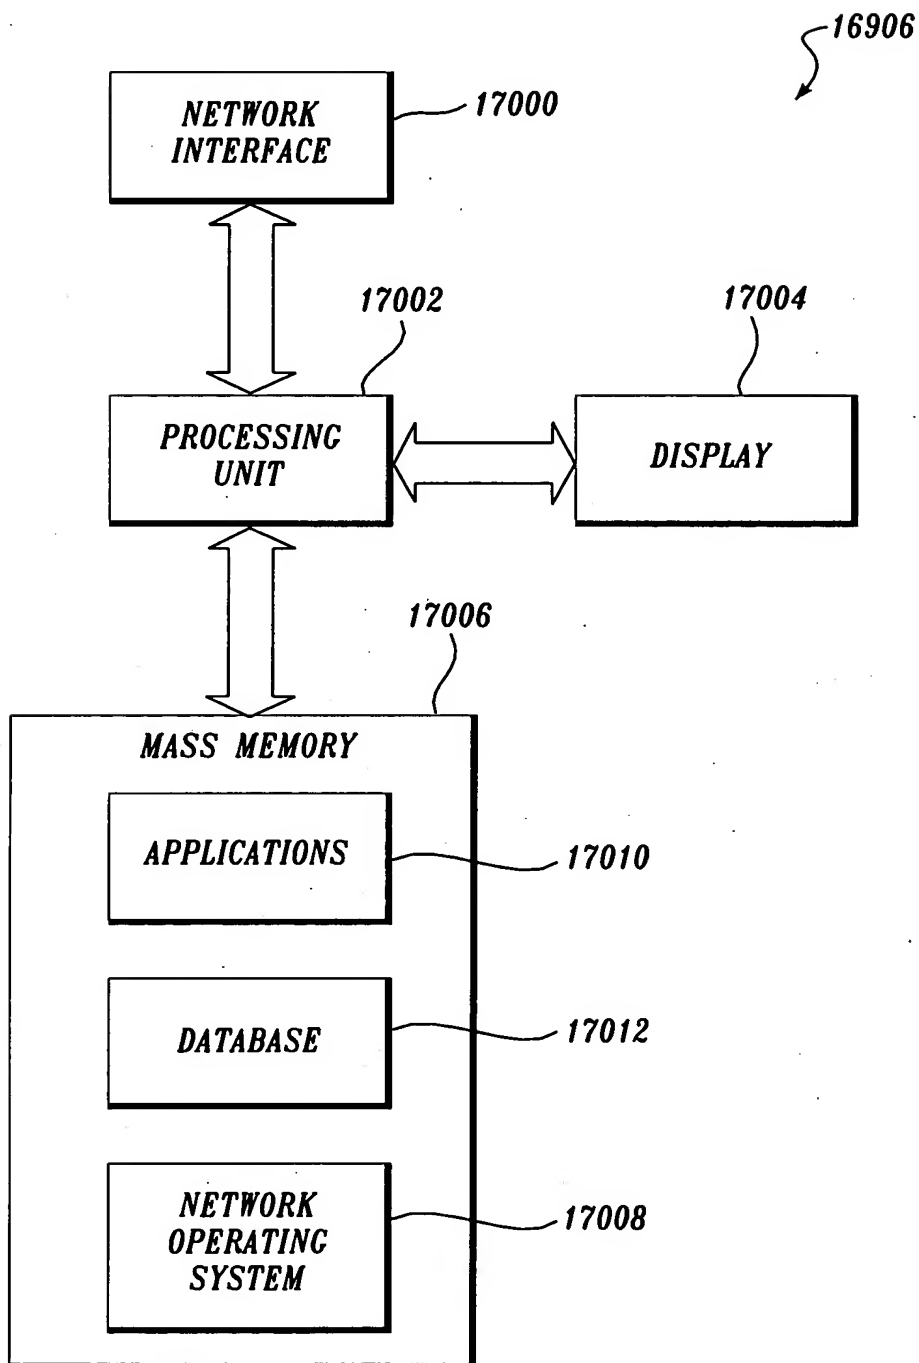 16906
NETWORK
INTERFACE
17000
17002
17004
PROCESSING
UNIT
DISPLAY
17006
MASS MEMORY
APPLICATIONS
17010
DATABASE
17012
NETWORK
OPERATING
SYSTEM
17008